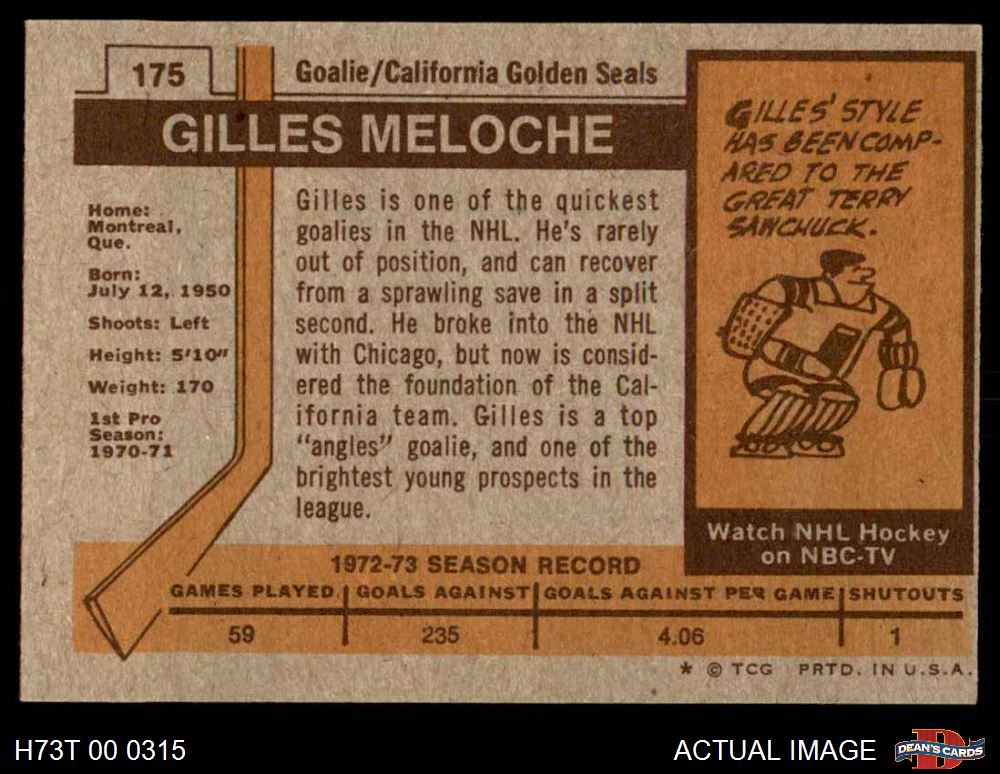 175
Goalie/California Golden Seals
GILLES MELOCHE
Home:
Montreal,
Que.
Born:
July 12, 1950
Shoots: Left
Height: 5'10"
Weight: 170
1st Pro
Season:
1970-71
Gilles is one of the quickest
goalies in the NHL. He's rarely
out of position, and can recover
from a sprawling save in a split
second. He broke into the NHL
with Chicago, but now is consid-
ered the foundation of the Cal-
ifornia team. Gilles is a top
"angles" goalie, and one of the
brightest young prospects in the
league.
GILLES' STYLE
HAS BEEN COMP-
ARED TO THE
GREAT TERRY
SAWCHUCK.
Watch NHL Hockey
on NBC-TV
1972-73 SEASON RECORD
GAMES PLAYED GOALS AGAINST GOALS AGAINST PER GAME SHUTOUTS
59 235 4.06 1
* © TCG PRTD. IN U.S.A.
H73T 00 0315
ACTUAL IMAGE
DEAN'S CARDS